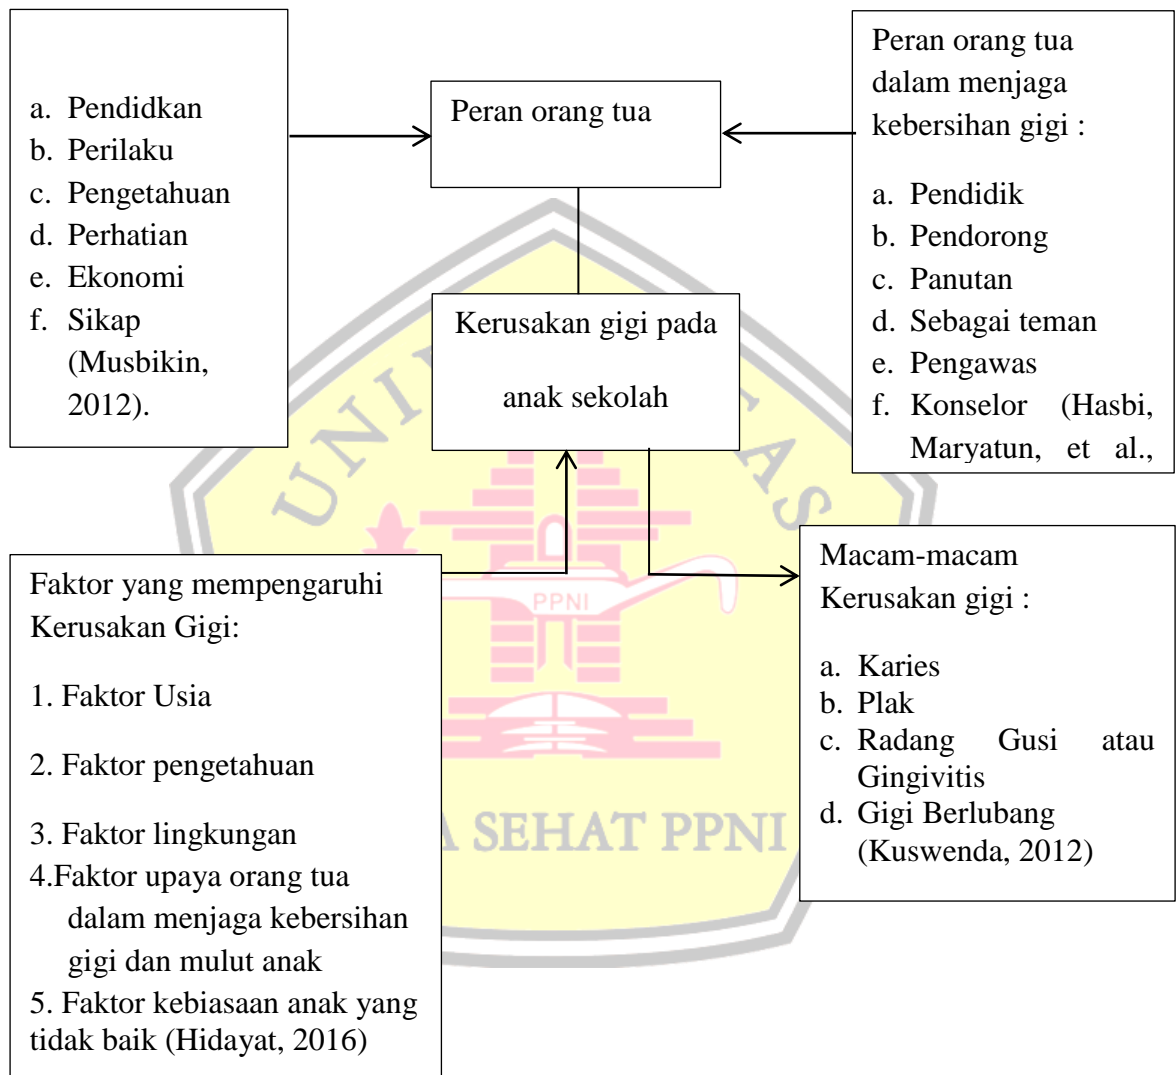 a. Pendidkan
b. Perilaku
c. Pengetahuan
d. Perhatian
e. Ekonomi
f. Sikap
(Musbikin,
2012).
Peran orang tua
Peran orang tua
dalam menjaga
kebersihan gigi :
a. Pendidik
b. Pendorong
c. Panutan
d. Sebagai teman
e. Pengawas
f. Konselor (Hasbi,
Maryatun, et al.,
Kerusakan gigi pada
anak sekolah
Faktor yang mempengaruhi
Kerusakan Gigi:
1. Faktor Usia
2. Faktor pengetahuan
3. Faktor lingkungan
4.Faktor upaya orang tua
dalam menjaga kebersihan
gigi dan mulut anak
5. Faktor kebiasaan anak yang
tidak baik (Hidayat, 2016)
Macam-macam
Kerusakan gigi :
a. Karies
b. Plak
c. Radang Gusi atau
Gingivitis
d. Gigi Berlubang
(Kuswenda, 2012)
PPNI
A SEHAT PPNI